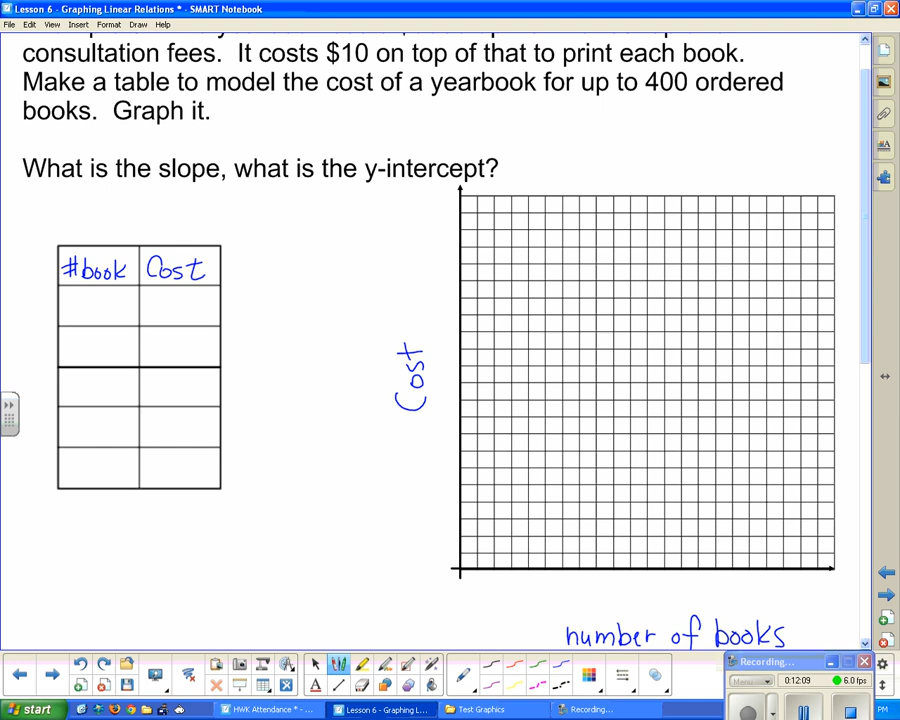 Lesson 6 - Graphing Linear Relations * - SMART Notebook
File Edit View Insert Format Draw Help
consultation fees. It costs $10 on top of that to print each book.
Make a table to model the cost of a yearbook for up to 400 ordered
books. Graph it.
What is the slope, what is the y-intercept?
#book Cost
Cost
number of books
Recording...
Menu
0:12:09 6.0 fps
start
HWK Attendance * - ...
Lesson 6 - Graphing L...
Test Graphics
Recording...
PM